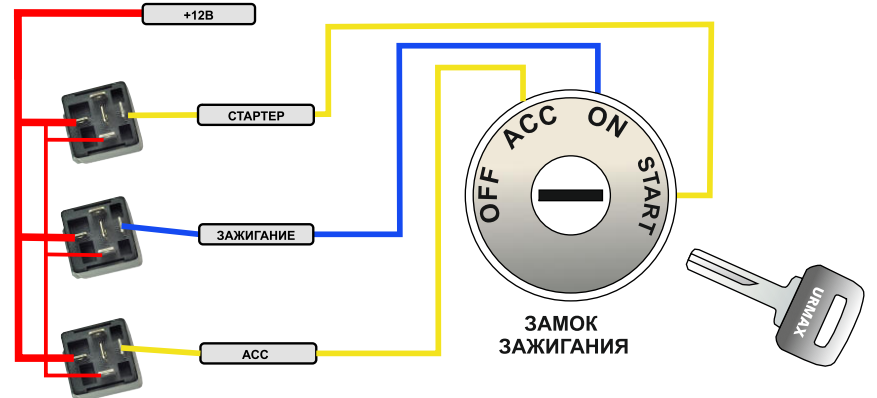 +12В
СТАРТЕР
ЗАЖИГАНИЕ
ACC
OFF
ACC
ON
START
ЗАМОК
ЗАЖИГАНИЯ
URMAX